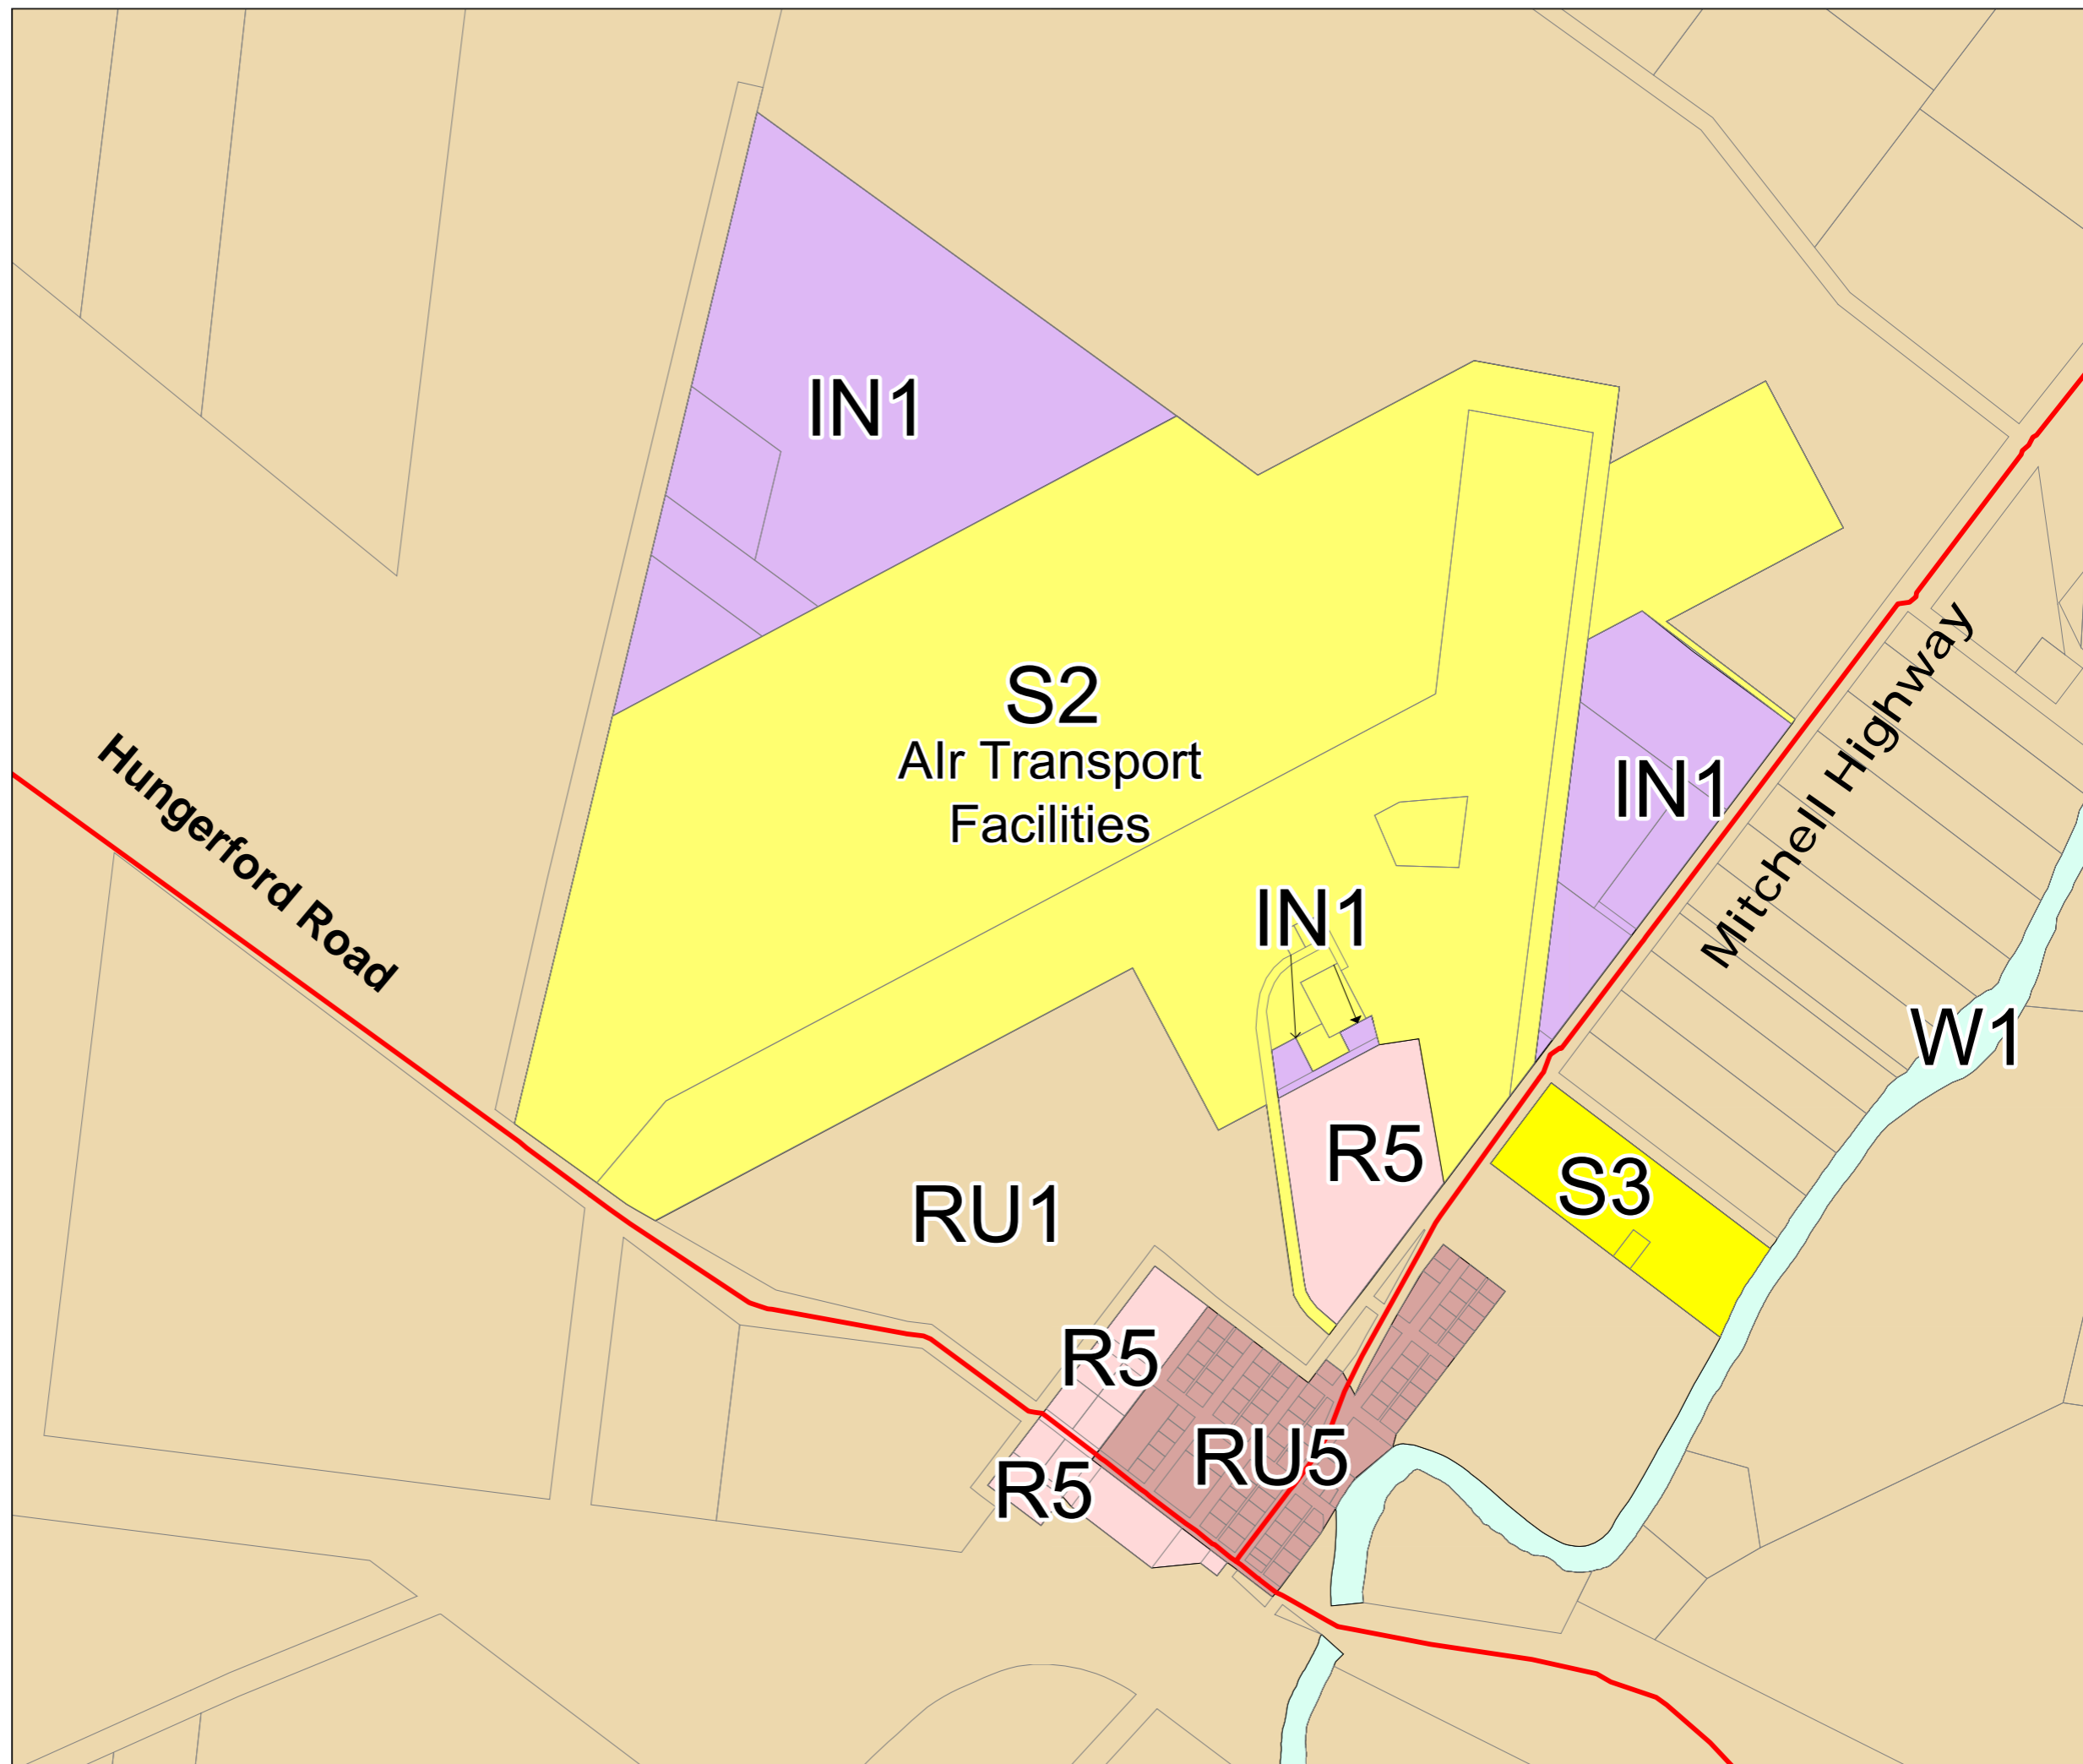 IN1
S2
AIr Transport
Facilities
Hungerford Road
IN1
Mitchell Highway
IN1
W1
R5
S3
RU1
R5
RU5
R5